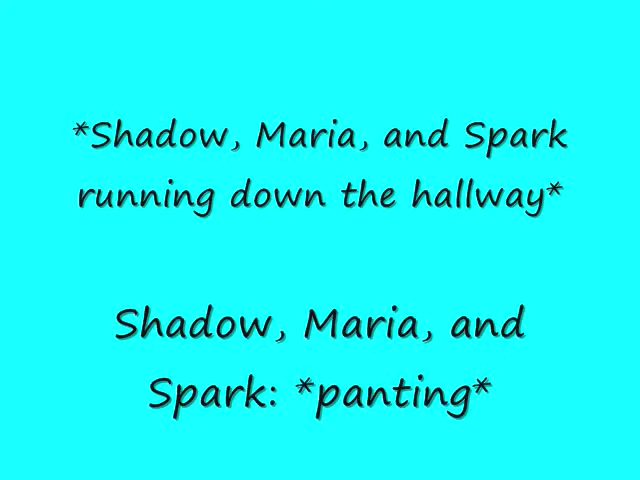 *Shadow, Maria, and Spark
running down the hallway*
Shadow, Maria, and
Spark: *panting*